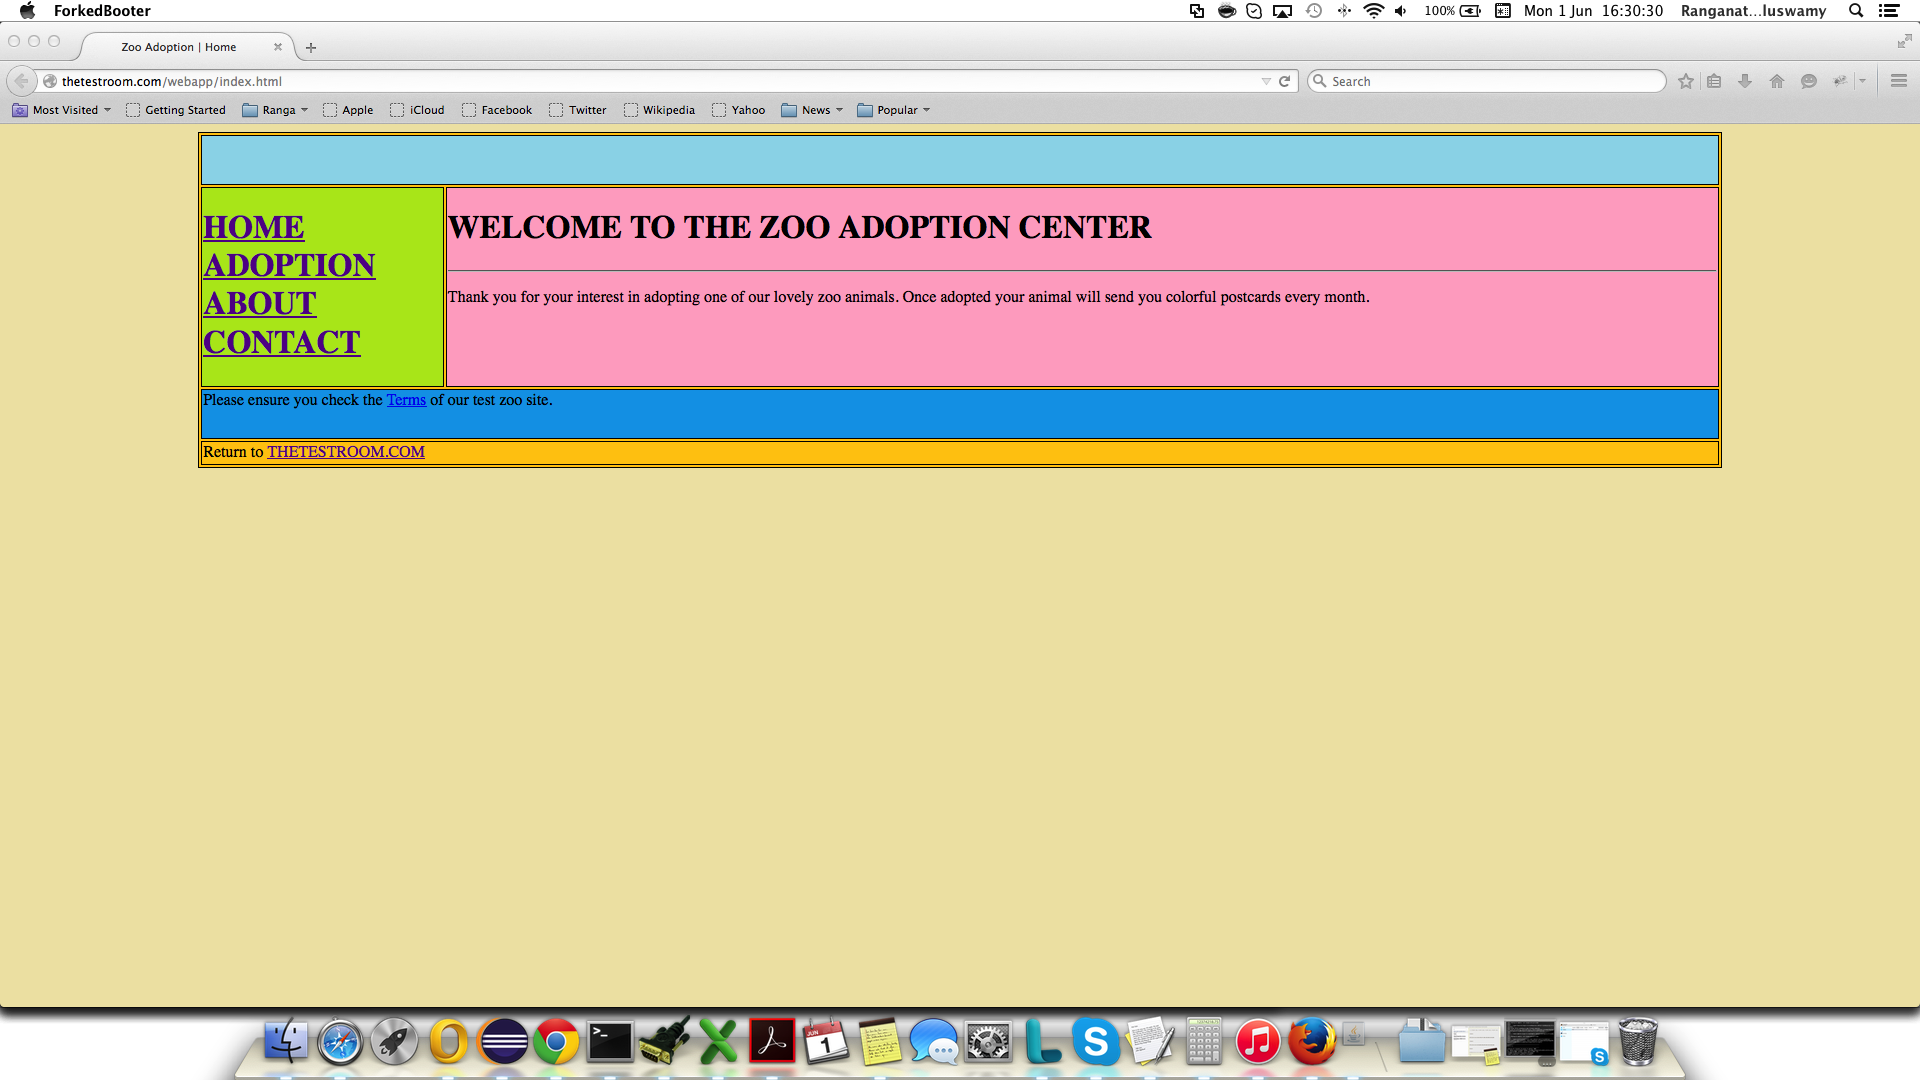 ForkedBooter 100% Mon 1 Jun 16:30:30 Ranganat...luswamy
Zoo Adoption | Home
thetestroom.com/webapp/index.html Search
Most Visited Getting Started Ranga Apple iCloud Facebook Twitter Wikipedia Yahoo News Popular
HOME
ADOPTION
ABOUT
CONTACT
WELCOME TO THE ZOO ADOPTION CENTER
Thank you for your interest in adopting one of our lovely zoo animals. Once adopted your animal will send you colorful postcards every month.
Please ensure you check the Terms of our test zoo site.
Return to THETESTROOM.COM
JUN
1